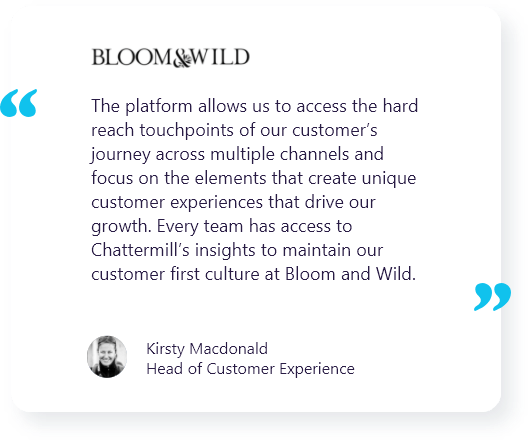 BLOOM&WILD
“
The platform allows us to access the hard
reach touchpoints of our customer’s
journey across multiple channels and
focus on the elements that create unique
customer experiences that drive our
growth. Every team has access to
Chattermill’s insights to maintain our
customer first culture at Bloom and Wild.
”
Kirsty Macdonald
Head of Customer Experience